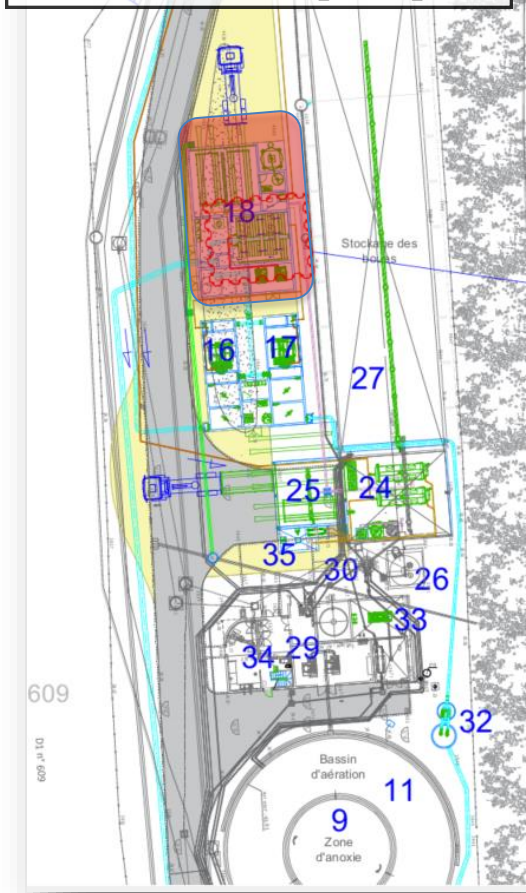 18
Stockage des
boues
16
17
27
25
24
35
30
26
33
29
34
609
32
D1 n° 609
Bassin
d'aération
11
9
Zone
d'anoxie